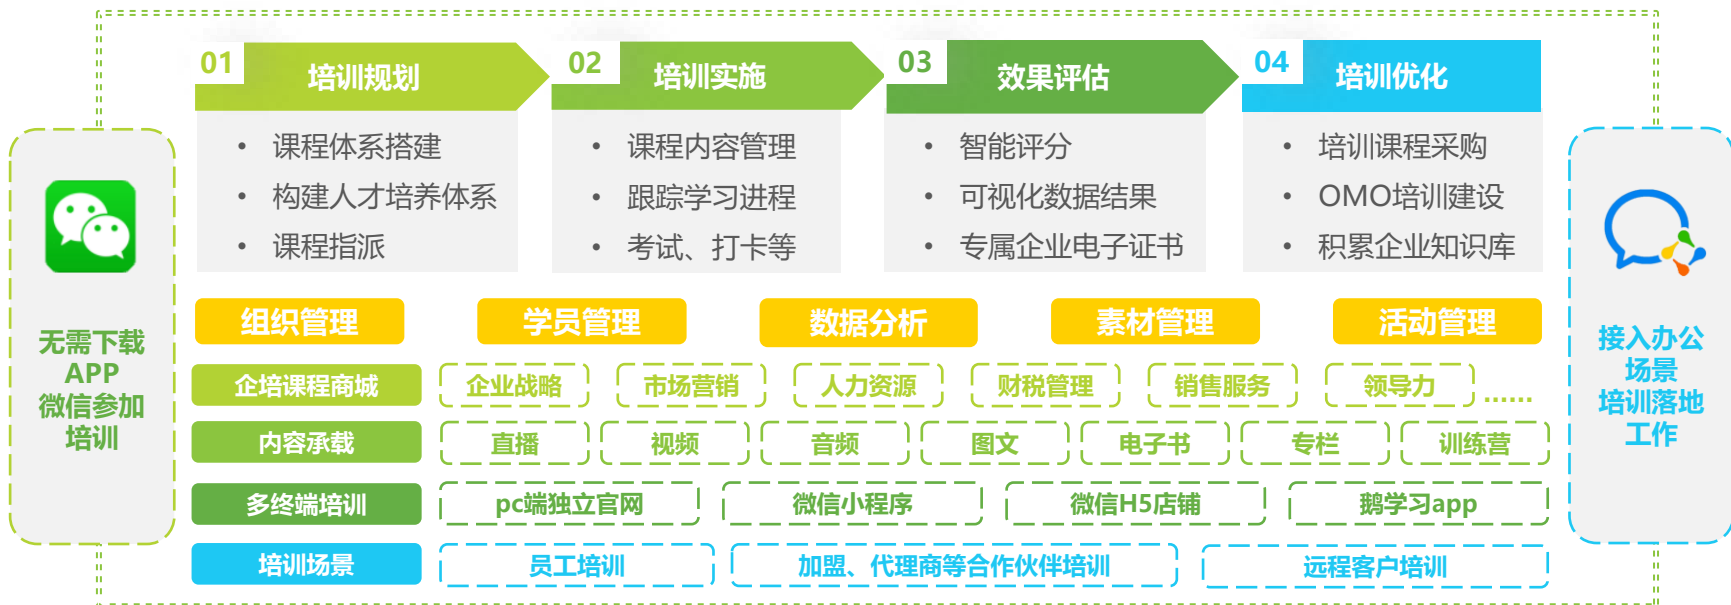 01
培训规划
02
培训实施
03
效果评估
04
培训优化
• 课程体系搭建
• 构建人才培养体系
• 课程指派
• 课程内容管理
• 跟踪学习进程
• 考试、打卡等
• 智能评分
• 可视化数据结果
• 专属企业电子证书
• 培训课程采购
• OMO培训建设
• 积累企业知识库
无需下载
APP
微信参加
培训
组织管理 学员管理 数据分析 素材管理 活动管理
企培课程商城 企业战略 市场营销 人力资源 财税管理 销售服务 领导力 ......
内容承载 直播 视频 音频 图文 电子书 专栏 训练营
多终端培训 pc端独立官网 微信小程序 微信H5店铺 鹅学习app
培训场景 员工培训 加盟、代理商等合作伙伴培训 远程客户培训
接入办公
场景
培训落地
工作